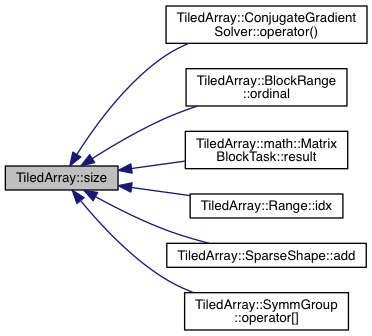 TiledArray::ConjugateGradient
Solver::operator()
TiledArray::BlockRange
::ordinal
TiledArray::math::Matrix
BlockTask::result
TiledArray::size
TiledArray::Range::idx
TiledArray::SparseShape::add
TiledArray::SymmGroup
::operator[]